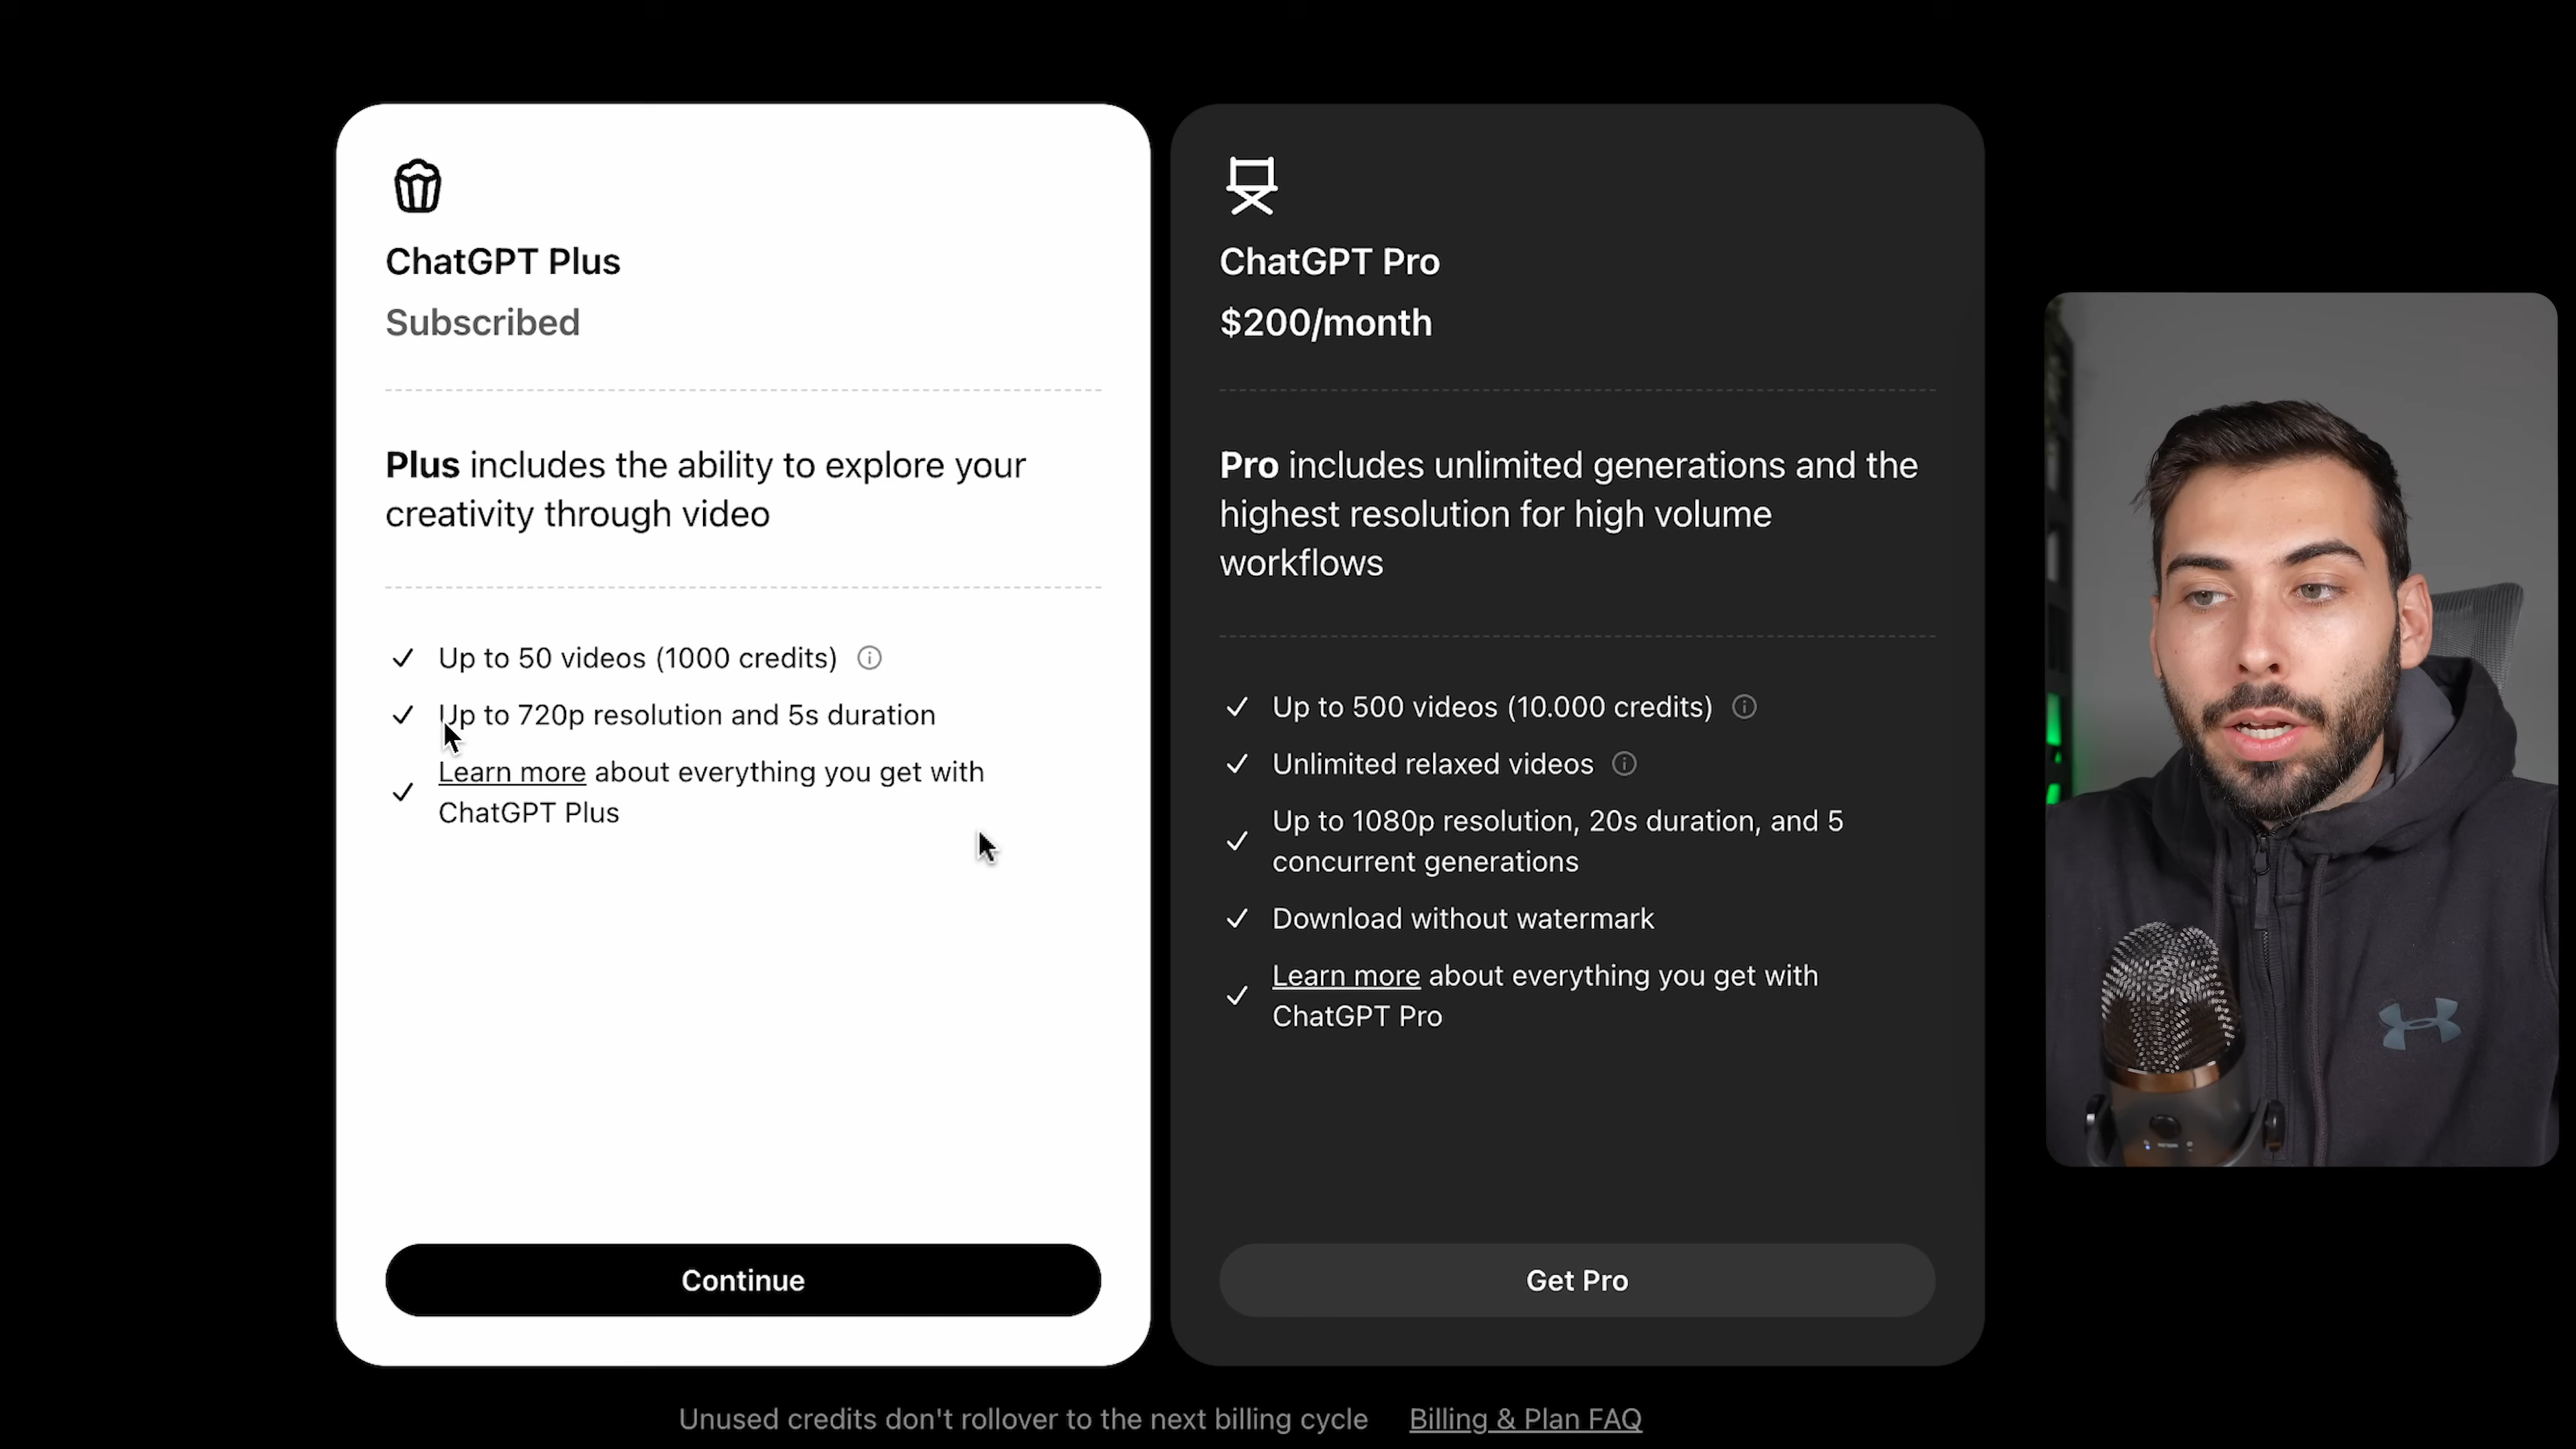 ChatGPT Plus
Subscribed
Plus includes the ability to explore your
creativity through video
Up to 50 videos (1000 credits)
Up to 720p resolution and 5s duration
Learn more about everything you get with
ChatGPT Plus
Continue
ChatGPT Pro
$200/month
Pro includes unlimited generations and the
highest resolution for high volume
workflows
Up to 500 videos (10.000 credits)
Unlimited relaxed videos
Up to 1080p resolution, 20s duration, and 5
concurrent generations
Download without watermark
Learn more about everything you get with
ChatGPT Pro
Get Pro
Unused credits don't rollover to the next billing cycle Billing & Plan FAQ